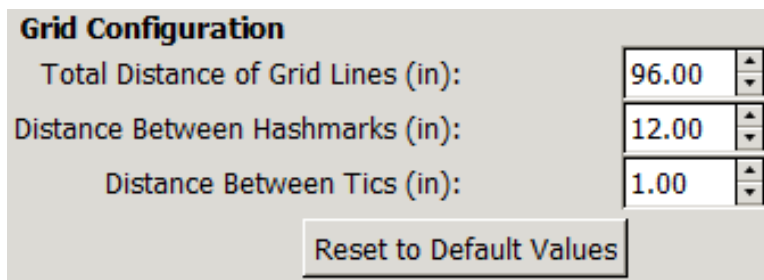 Grid Configuration
Total Distance of Grid Lines (in): 96.00
Distance Between Hashmarks (in): 12.00
Distance Between Tics (in): 1.00
Reset to Default Values